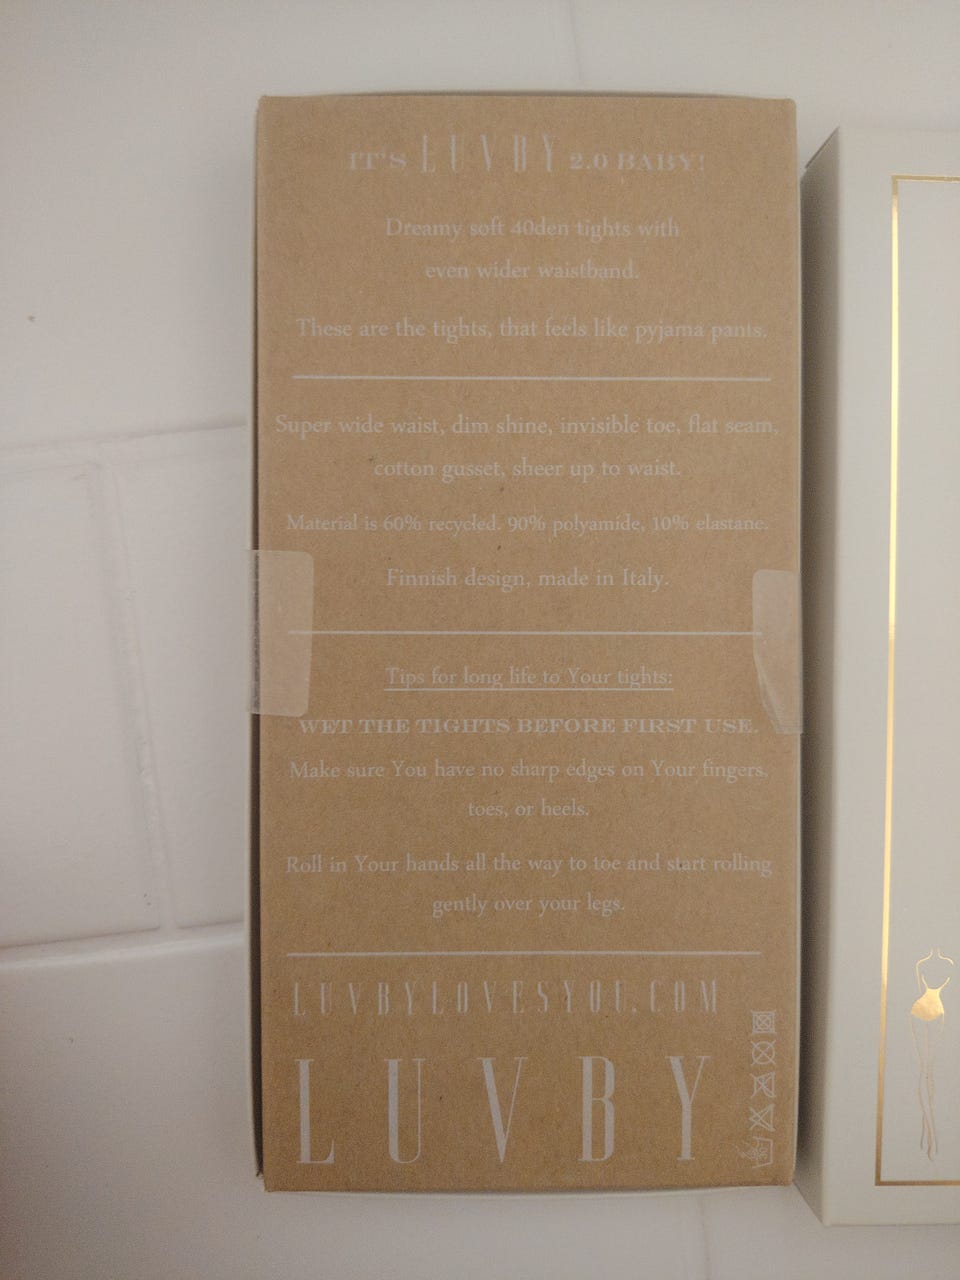 IT'S LUVBY 2.0 BABY!
Dreamy soft 40den tights with
even wider waistband.
These are the tights, that feels like pyjama pants.
Super wide waist, dim shine, invisible toe, flat seam,
cotton gusset, sheer up to waist.
Material is 60% recycled. 90% polyamide, 10% elastane.
Finnish design, made in Italy.
Tips for long life to Your tights:
WET THE TIGHTS BEFORE FIRST USE.
Make sure You have no sharp edges on Your fingers,
toes, or heels.
Roll in Your hands all the way to toe and start rolling
gently over your legs.
LUVBYLOVESYOU.COM
LUVBY